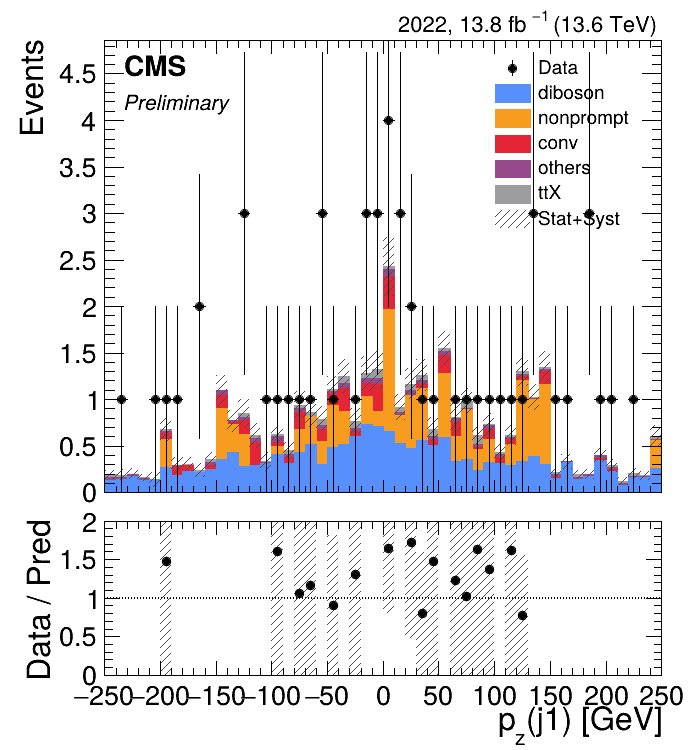 2022, 13.8 fb⁻¹ (13.6 TeV)
Events
CMS
Preliminary
Data
diboson
nonprompt
conv
others
ttX
Stat+Syst
4.5
4
3.5
3
2.5
2
1.5
1
0.5
0
Data / Pred
2
1.5
1
0.5
0
−250 −200 −150 −100 −50 0 50 100 150 200 250
p_z(j1) [GeV]